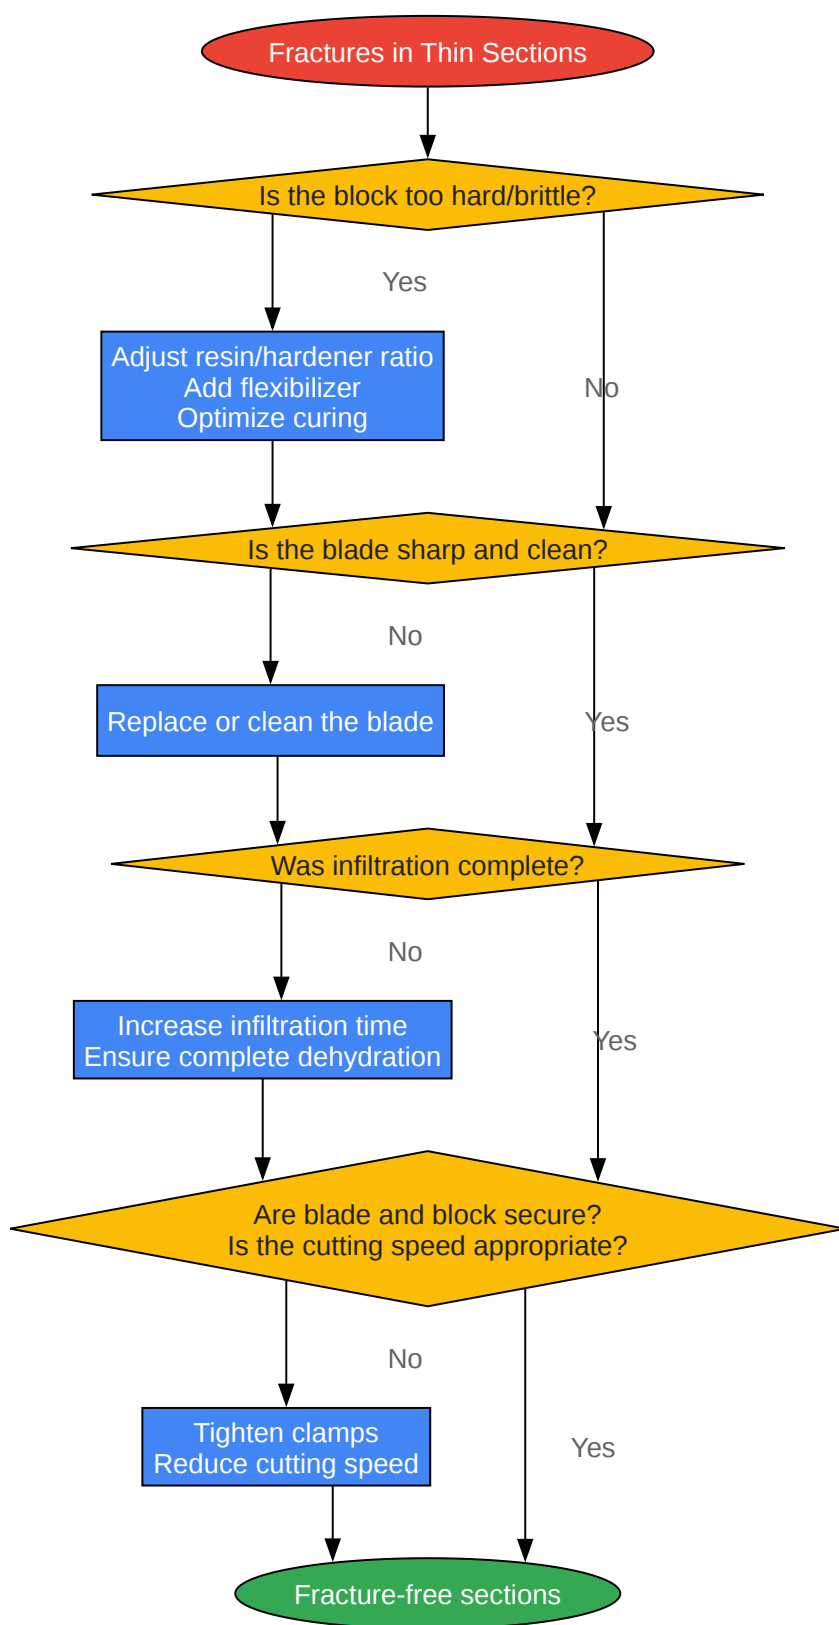 Fractures in Thin Sections
Is the block too hard/brittle?
Yes
Adjust resin/hardener ratio
Add flexibilizer
Optimize curing
No
Is the blade sharp and clean?
No
Replace or clean the blade
Yes
Was infiltration complete?
No
Increase infiltration time
Ensure complete dehydration
Yes
Are blade and block secure?
Is the cutting speed appropriate?
No
Tighten clamps
Reduce cutting speed
Yes
Fracture-free sections